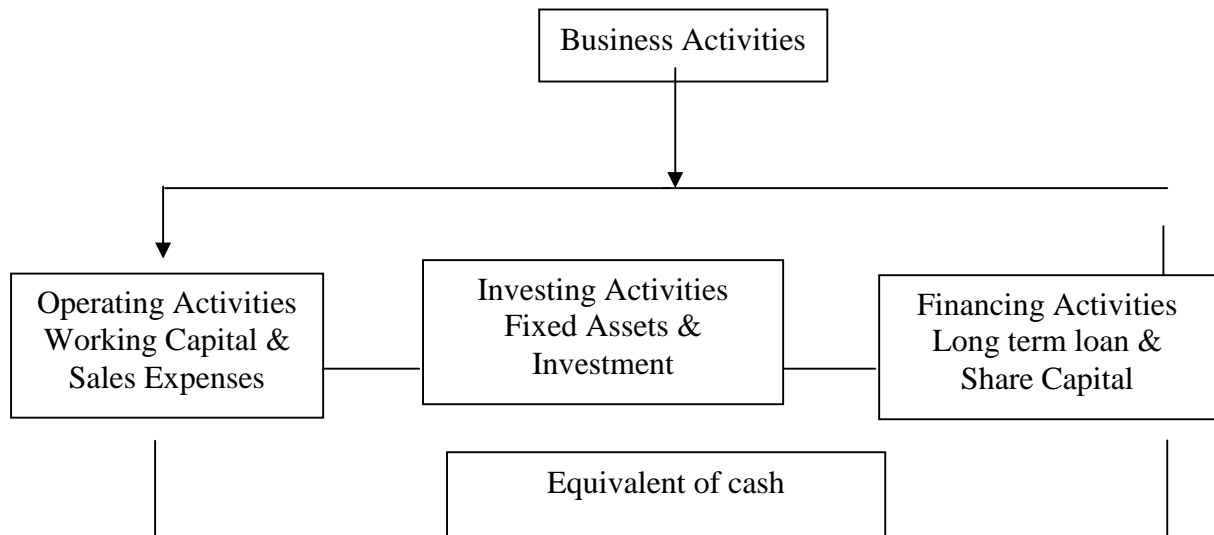 Business Activities
Operating Activities
Working Capital &
Sales Expenses
Investing Activities
Fixed Assets &
Investment
Financing Activities
Long term loan &
Share Capital
Equivalent of cash